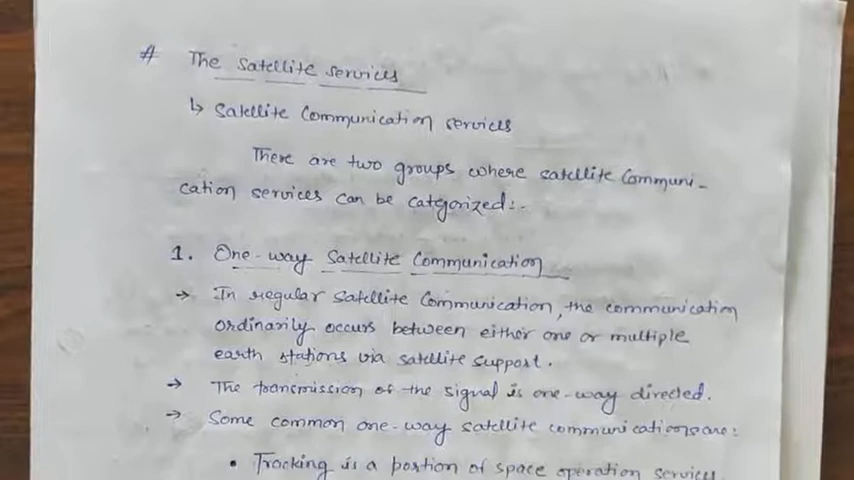 # The satellite services
↳ Satellite Communication services
There are two groups where satellite Communi-
cation services can be categorized:-
1. One-way Satellite Communication
→ In regular satellite Communication, the communication
ordinarily occurs between either one or multiple
earth stations via satellite support.
→ The transmission of the signal is one-way directed.
→ Some common one-way satellite communications are:
• Tracking is a portion of space operation services